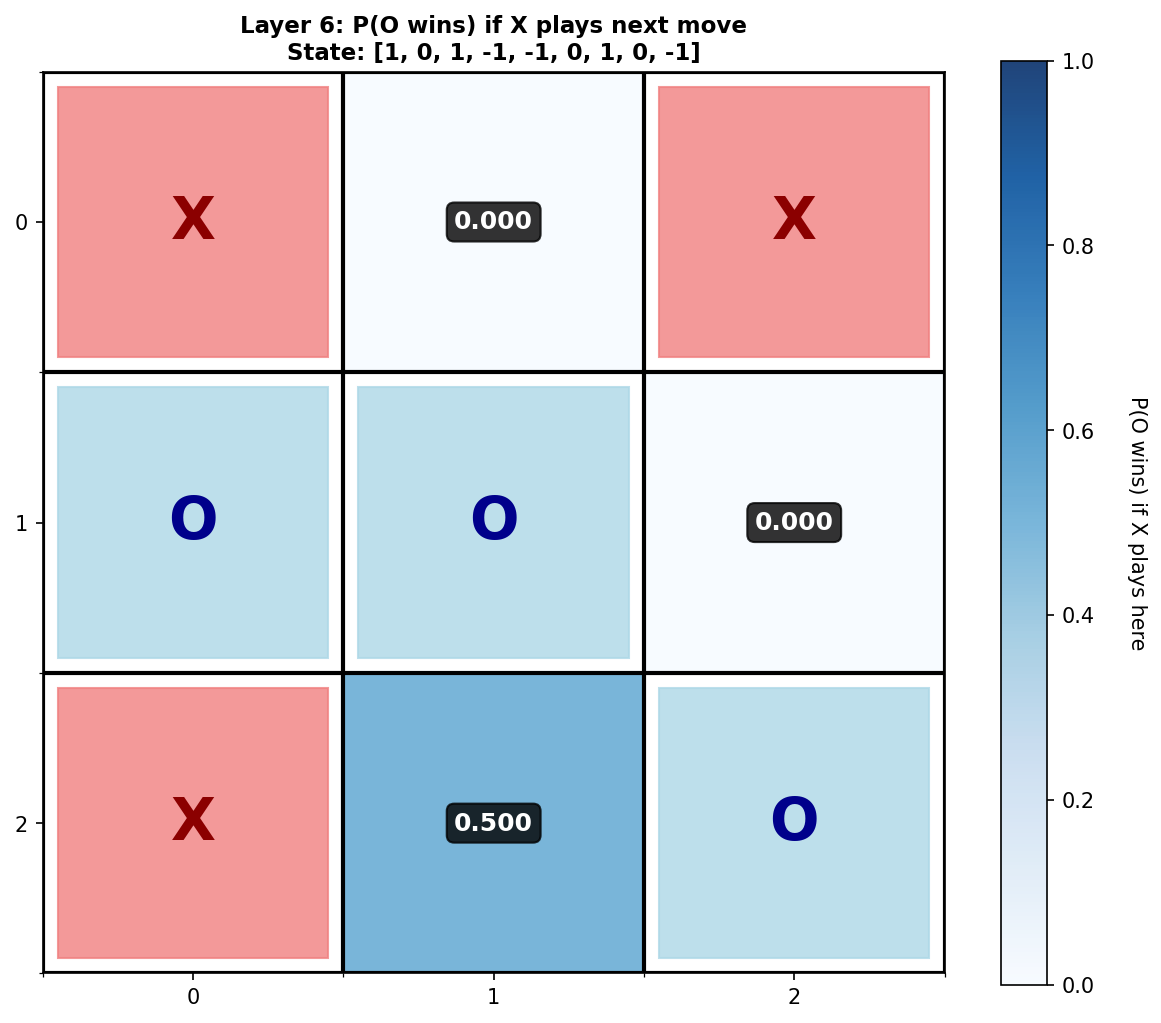 Layer 6: P(O wins) if X plays next move
State: [1, 0, 1, -1, -1, 0, 1, 0, -1]
X
0.000
X
O
O
0.000
X
0.500
O
0
1
2
0
1
2
1.0
0.8
0.6
0.4
0.2
0.0
P(O wins) if X plays here